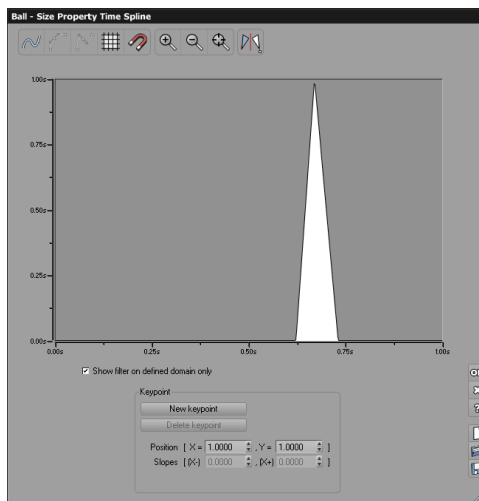 Ball - Size Property Time Spline
1.00s
0.75s
0.50s
0.25s
0.00s
0.00s 0.25s 0.50s 0.75s 1.00s
Show filter on defined domain only
Keypoint
New keypoint
Delete keypoint
Position [ X = 1.0000 , Y = 1.0000 ]
Slopes [ (X-) 0.0000 , (X+) 0.0000 ]
?